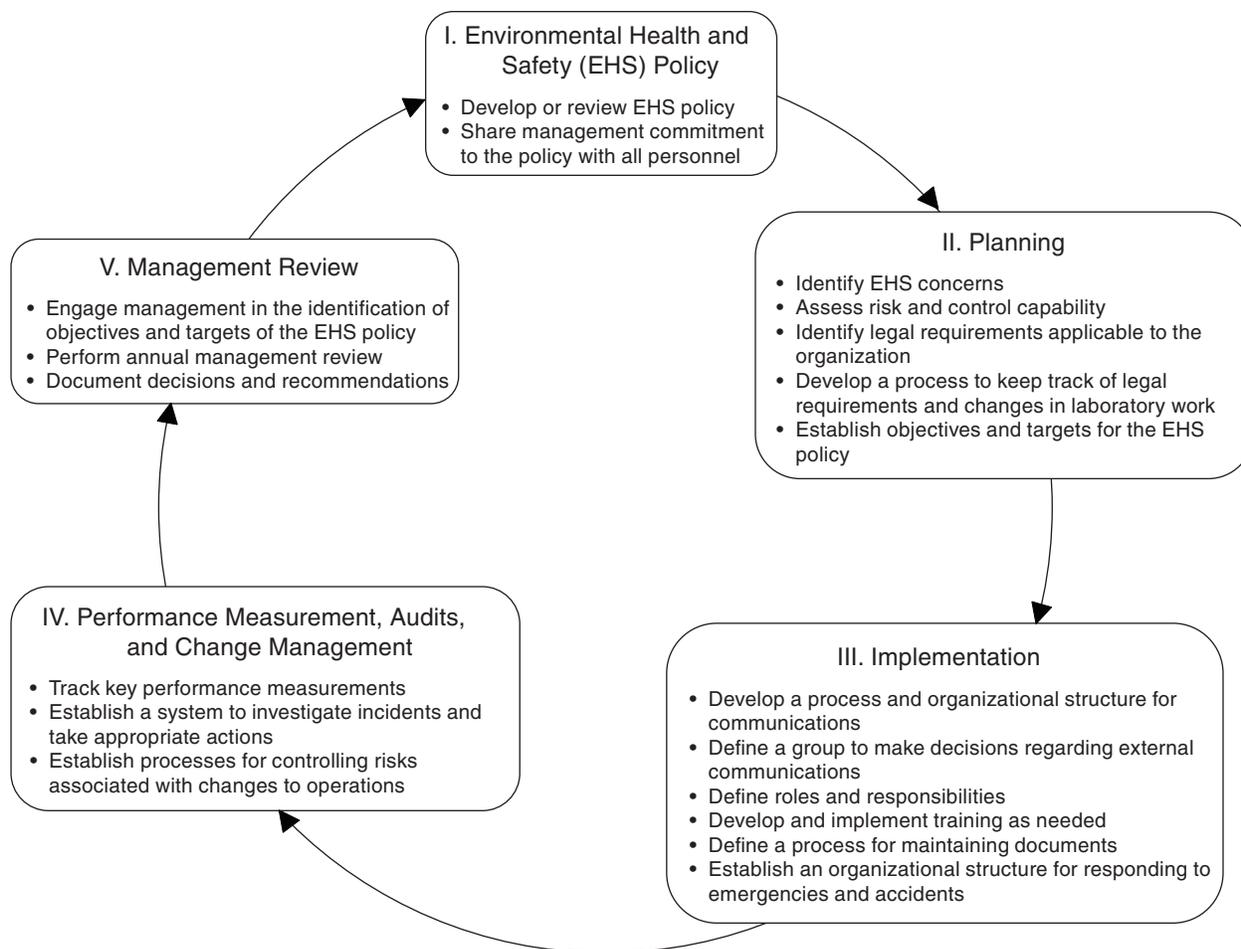 I. Environmental Health and
Safety (EHS) Policy
• Develop or review EHS policy
• Share management commitment
to the policy with all personnel
II. Planning
• Identify EHS concerns
• Assess risk and control capability
• Identify legal requirements applicable to the
organization
• Develop a process to keep track of legal
requirements and changes in laboratory work
• Establish objectives and targets for the EHS
policy
III. Implementation
• Develop a process and organizational structure for
communications
• Define a group to make decisions regarding external
communications
• Define roles and responsibilities
• Develop and implement training as needed
• Define a process for maintaining documents
• Establish an organizational structure for responding to
emergencies and accidents
IV. Performance Measurement, Audits,
and Change Management
• Track key performance measurements
• Establish a system to investigate incidents and
take appropriate actions
• Establish processes for controlling risks
associated with changes to operations
V. Management Review
• Engage management in the identification of
objectives and targets of the EHS policy
• Perform annual management review
• Document decisions and recommendations